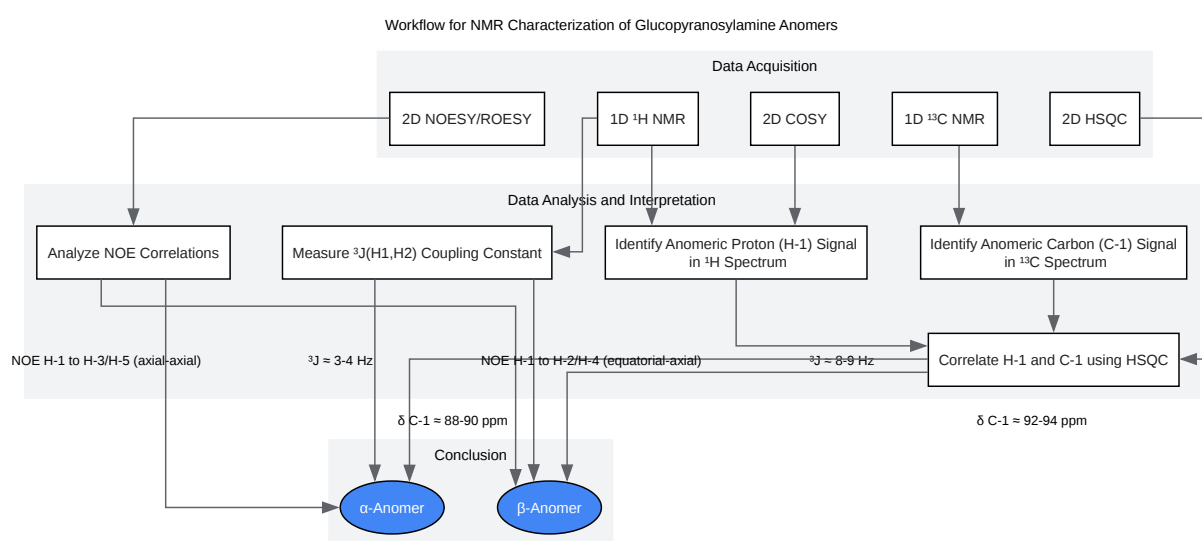 Workflow for NMR Characterization of Glucopyranosylamine Anomers
Data Acquisition
2D NOESY/ROESY
1D ¹H NMR
2D COSY
1D ¹³C NMR
2D HSQC
Data Analysis and Interpretation
Analyze NOE Correlations
Measure ³J(H1,H2) Coupling Constant
Identify Anomeric Proton (H-1) Signal
in ¹H Spectrum
Identify Anomeric Carbon (C-1) Signal
in ¹³C Spectrum
NOE H-1 to H-3/H-5 (axial-axial)
³J ≈ 3-4 Hz
NOE H-1 to H-2/H-4 (equatorial-axial)
³J ≈ 8-9 Hz
Correlate H-1 and C-1 using HSQC
δ C-1 ≈ 88-90 ppm
δ C-1 ≈ 92-94 ppm
Conclusion
α-Anomer
β-Anomer